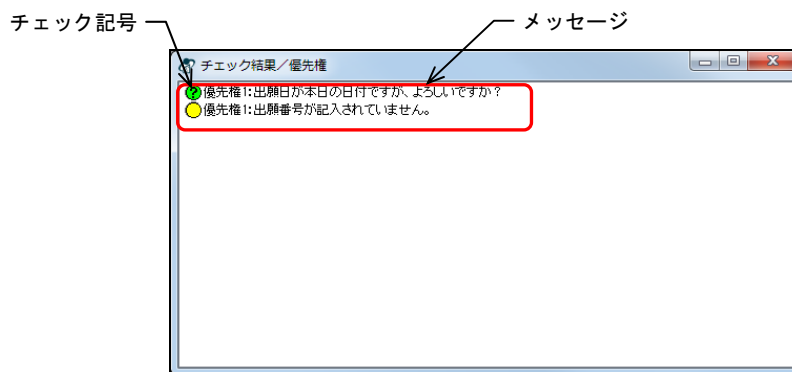 チェック記号
メッセージ
チェック結果／優先権
?優先権1:出願日が本日の日付ですが、よろしいですか？
優先権1:出願番号が記入されていません。